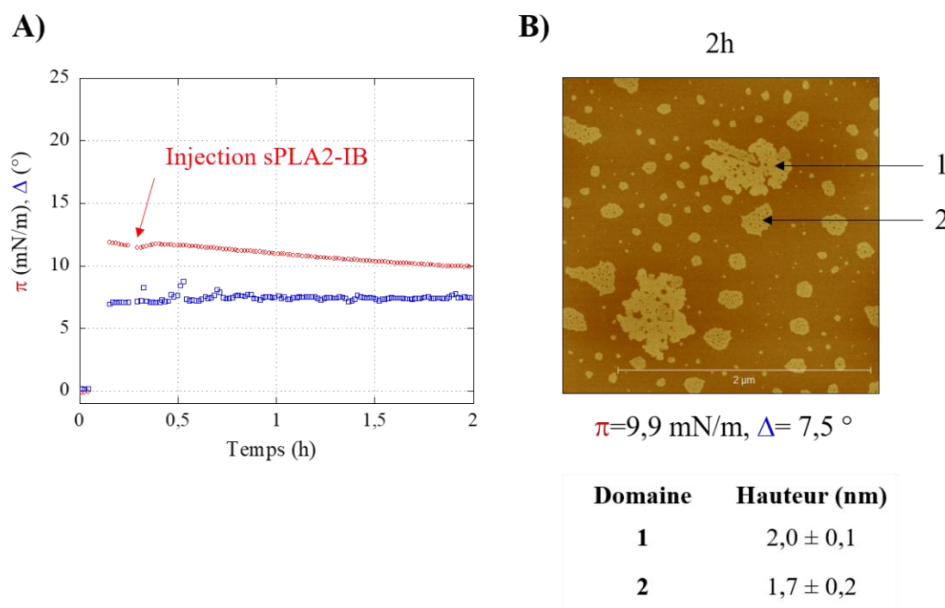 A)
π (mN/m), Δ (°)
25
20
15
10
5
0
Injection sPLA2-IB
0
0,5
1
1,5
2
Temps (h)
B)
2h
1
2
2 μm
π=9,9 mN/m, Δ= 7,5 °
Domaine Hauteur (nm)
1 2,0 ± 0,1
2 1,7 ± 0,2